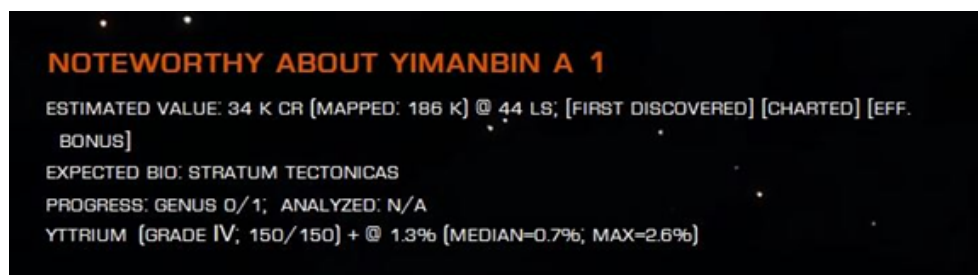 NOTEWORTHY ABOUT YIMANBIN A 1
ESTIMATED VALUE: 34 K CR (MAPPED: 186 K) @ 44 LS; [FIRST DISCOVERED] [CHARTED] [EFF.
BONUS]
EXPECTED BIO: STRATUM TECTONICAS
PROGRESS: GENUS 0/1; ANALYZED: N/A
YTTRIUM (GRADE IV; 150/150) + @ 1.3% (MEDIAN=0.7%; MAX=2.6%)